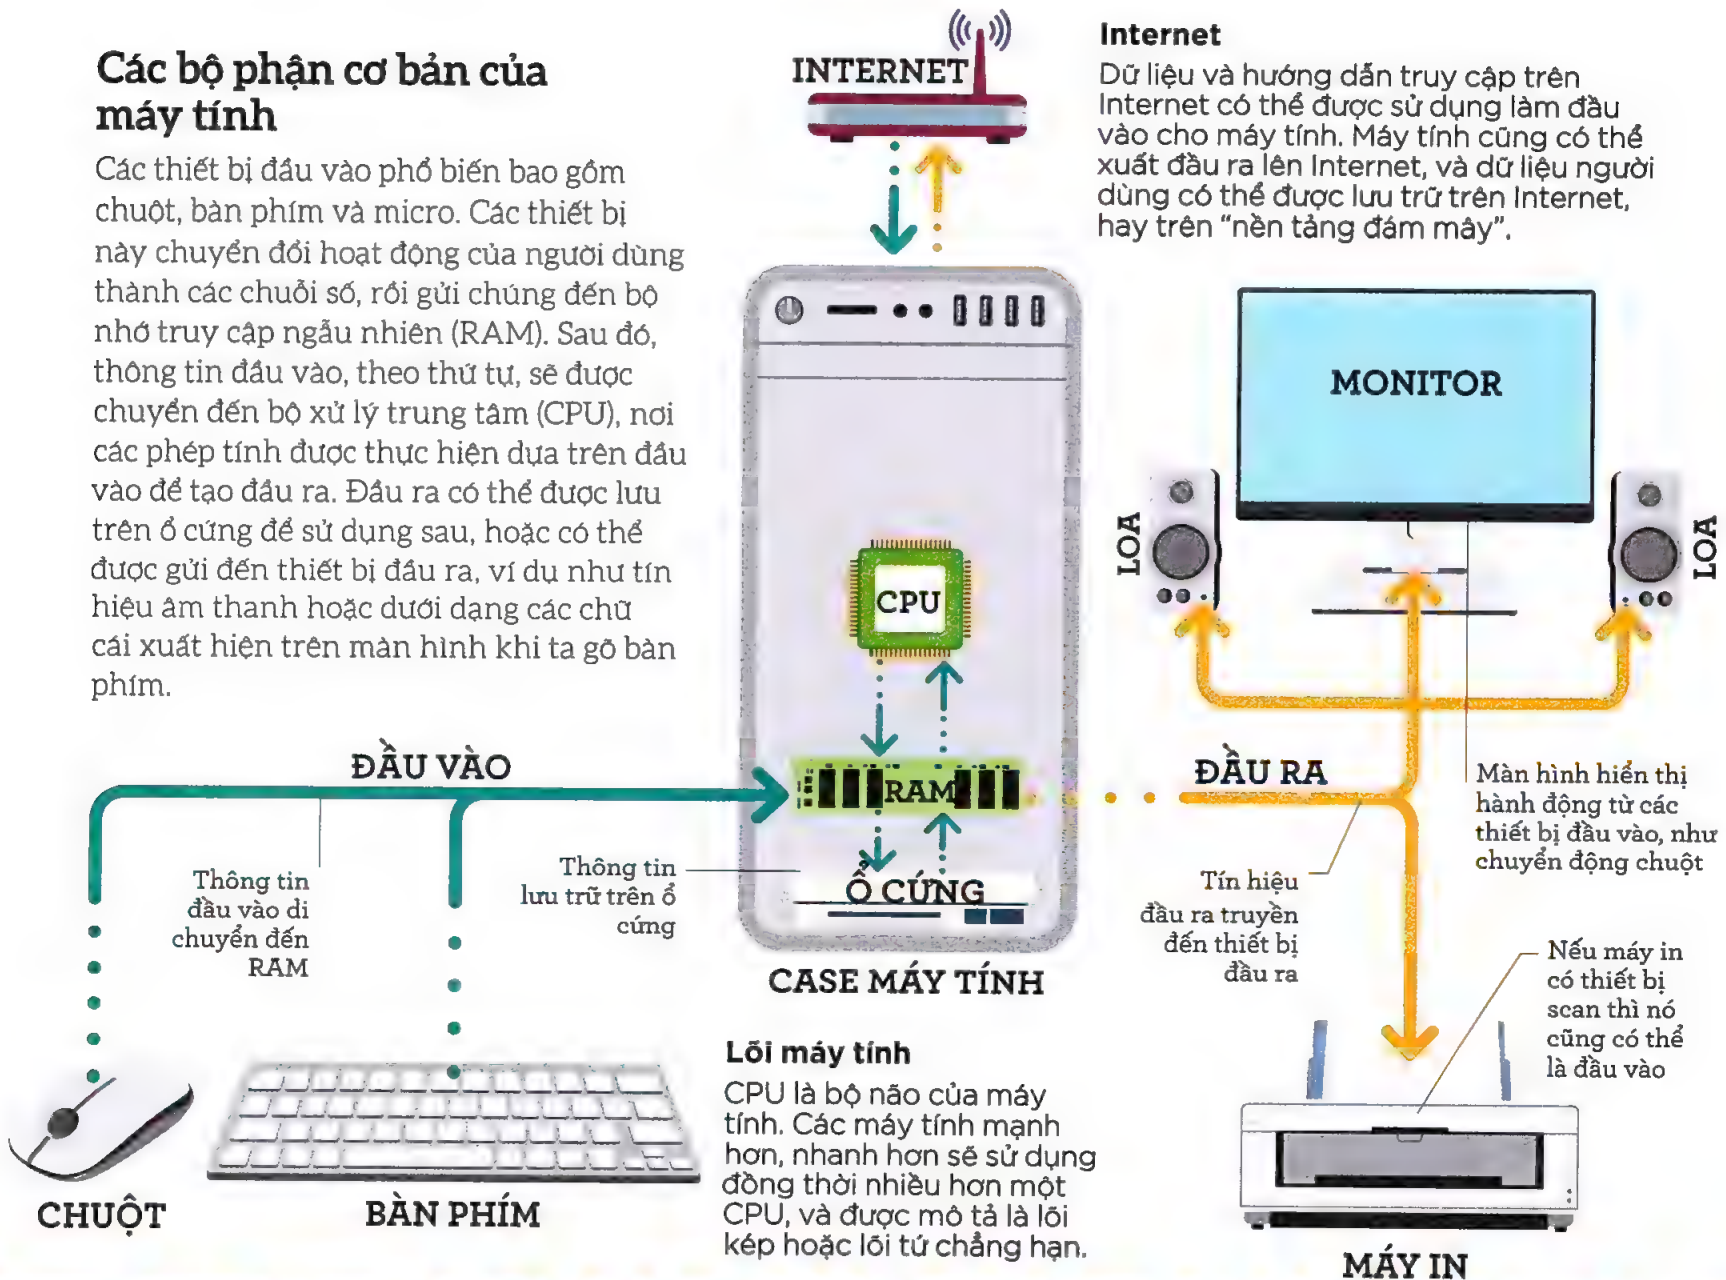 Các bộ phận cơ bản của
máy tính
Các thiết bị đầu vào phổ biến bao gồm
chuột, bàn phím và micro. Các thiết bị
này chuyển đổi hoạt động của người dùng
thành các chuỗi số, rồi gửi chúng đến bộ
nhớ truy cập ngẫu nhiên (RAM). Sau đó,
thông tin đầu vào, theo thứ tự, sẽ được
chuyển đến bộ xử lý trung tâm (CPU), nơi
các phép tính được thực hiện dựa trên đầu
vào để tạo đầu ra. Đầu ra có thể được lưu
trên ổ cứng để sử dụng sau, hoặc có thể
được gửi đến thiết bị đầu ra, ví dụ như tín
hiệu âm thanh hoặc dưới dạng các chữ
cái xuất hiện trên màn hình khi ta gõ bàn
phím.
INTERNET
Internet
Dữ liệu và hướng dẫn truy cập trên
Internet có thể được sử dụng làm đầu
vào cho máy tính. Máy tính cũng có thể
xuất đầu ra lên Internet, và dữ liệu người
dùng có thể được lưu trữ trên Internet,
hay trên “nền tảng đám mây”.
MONITOR
LOA
LOA
CPU
RAM
Ổ CỨNG
CASE MÁY TÍNH
ĐẦU VÀO
Thông tin
đầu vào di
chuyển đến
RAM
Thông tin
lưu trữ trên ổ
cứng
ĐẦU RA
Tín hiệu
đầu ra truyền
đến thiết bị
đầu ra
Màn hình hiển thị
hành động từ các
thiết bị đầu vào, như
chuyển động chuột
Nếu máy in
có thiết bị
scan thì nó
cũng có thể
là đầu vào
CHUỘT
BÀN PHÍM
Lõi máy tính
CPU là bộ não của máy
tính. Các máy tính mạnh
hơn, nhanh hơn sẽ sử dụng
đồng thời nhiều hơn một
CPU, và được mô tả là lõi
kép hoặc lõi tứ chẳng hạn.
MÁY IN